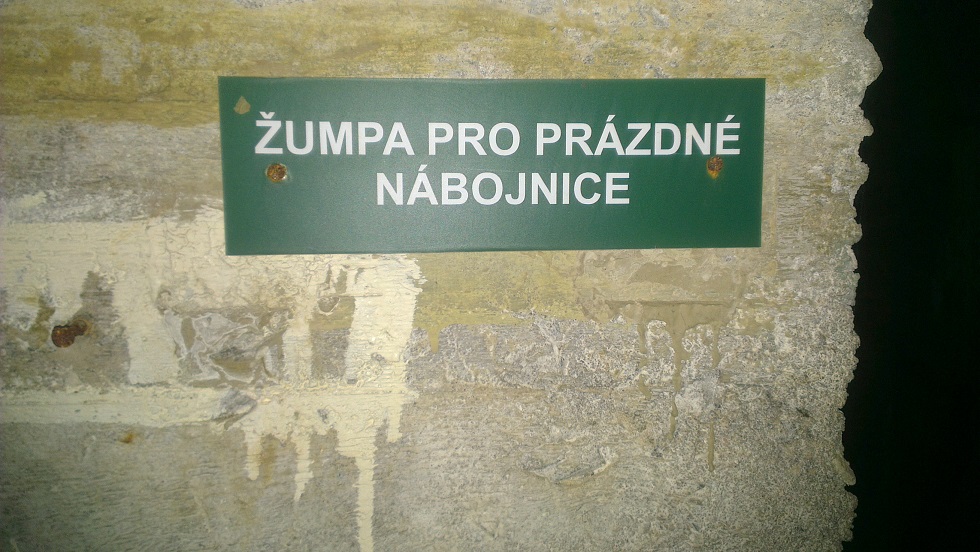 ŽUMPA PRO PRÁZDNÉ
NÁBOJNICE